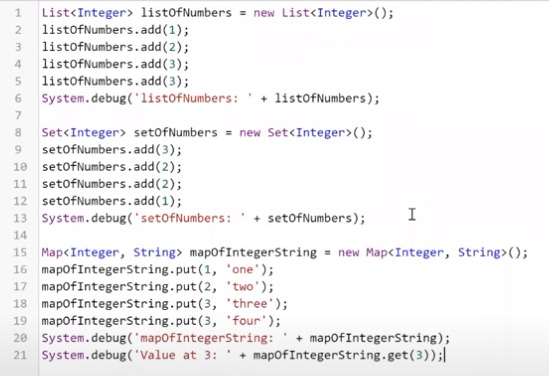 1 List<Integer> listOfNumbers = new List<Integer>();
2 listOfNumbers.add(1);
3 listOfNumbers.add(2);
4 listOfNumbers.add(3);
5 listOfNumbers.add(3);
6 System.debug('listOfNumbers: ' + listOfNumbers);
7
8 Set<Integer> setOfNumbers = new Set<Integer>();
9 setOfNumbers.add(3);
10 setOfNumbers.add(2);
11 setOfNumbers.add(2);
12 setOfNumbers.add(1);
13 System.debug('setOfNumbers: ' + setOfNumbers);
14
15 Map<Integer, String> mapOfIntegerString = new Map<Integer, String>();
16 mapOfIntegerString.put(1, 'one');
17 mapOfIntegerString.put(2, 'two');
18 mapOfIntegerString.put(3, 'three');
19 mapOfIntegerString.put(3, 'four');
20 System.debug('mapOfIntegerString: ' + mapOfIntegerString);
21 System.debug('Value at 3: ' + mapOfIntegerString.get(3));